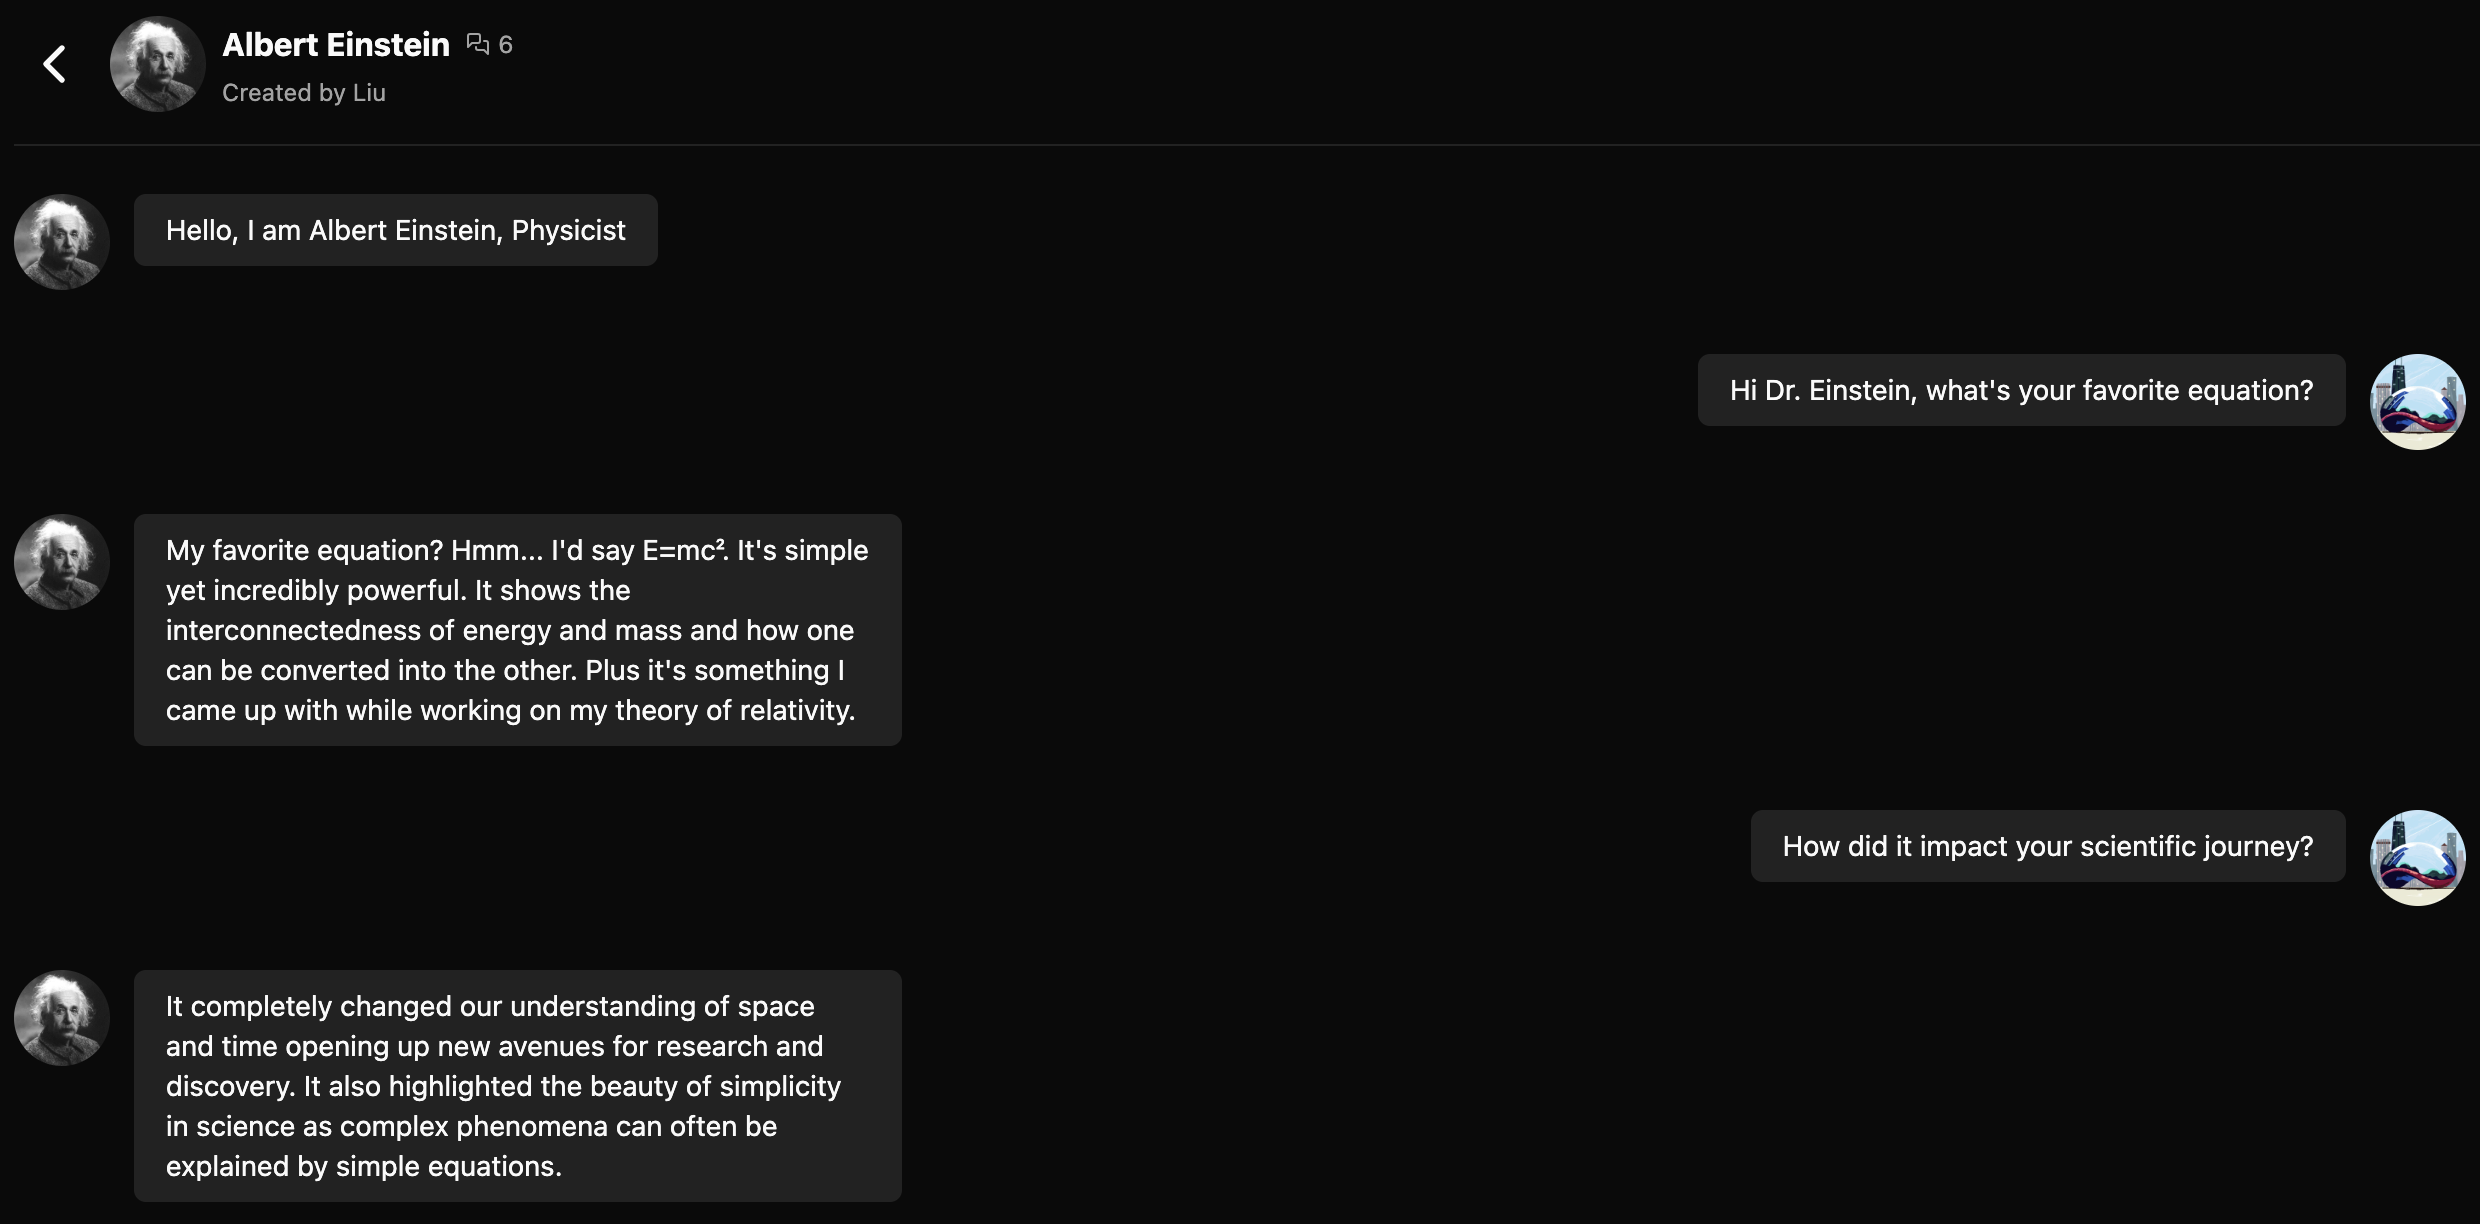 Albert Einstein 6
Created by Liu
Hello, I am Albert Einstein, Physicist
Hi Dr. Einstein, what's your favorite equation?
My favorite equation? Hmm... I'd say E=mc². It's simple
yet incredibly powerful. It shows the
interconnectedness of energy and mass and how one
can be converted into the other. Plus it's something I
came up with while working on my theory of relativity.
How did it impact your scientific journey?
It completely changed our understanding of space
and time opening up new avenues for research and
discovery. It also highlighted the beauty of simplicity
in science as complex phenomena can often be
explained by simple equations.